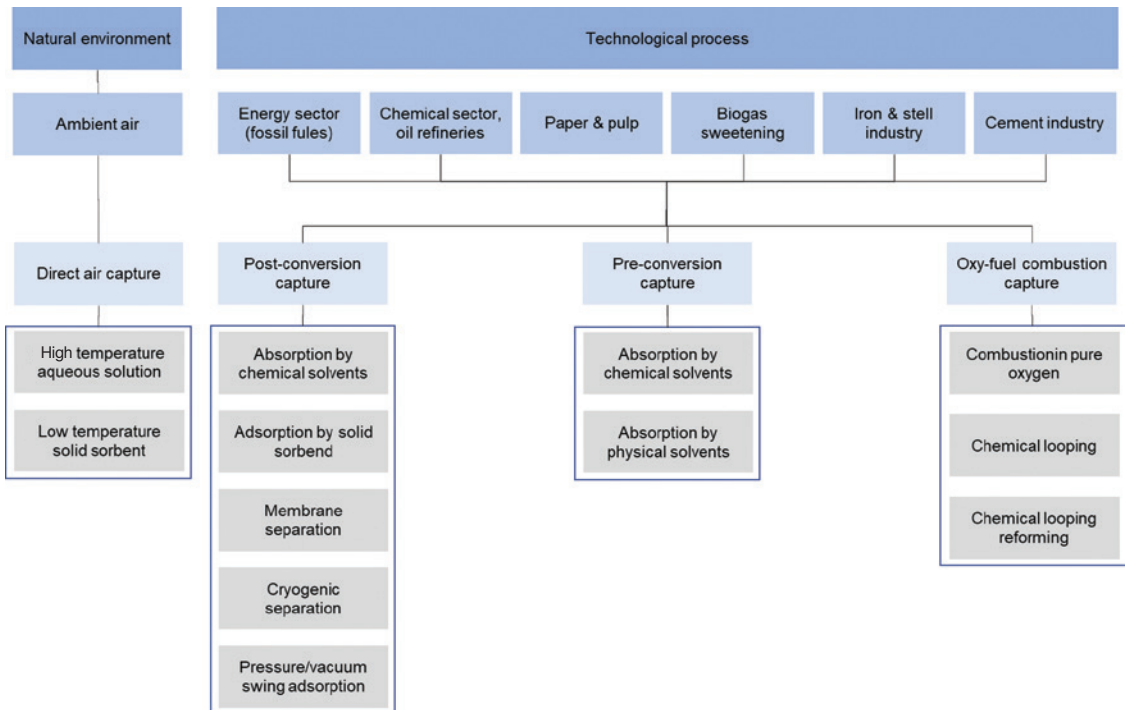 Natural environment
Technological process
Ambient air
Energy sector
(fossil fules)
Chemical sector,
oil refineries
Paper & pulp
Biogas
sweetening
Iron & stell
industry
Cement industry
Direct air capture
Post-conversion
capture
Pre-conversion
capture
Oxy-fuel combustion
capture
High temperature
aqueous solution
Low temperature
solid sorbent
Absorption by
chemical solvents
Adsorption by solid
sorbend
Membrane
separation
Cryogenic
separation
Pressure/vacuum
swing adsorption
Absorption by
chemical solvents
Absorption by
physical solvents
Combustionin pure
oxygen
Chemical looping
Chemical looping
reforming